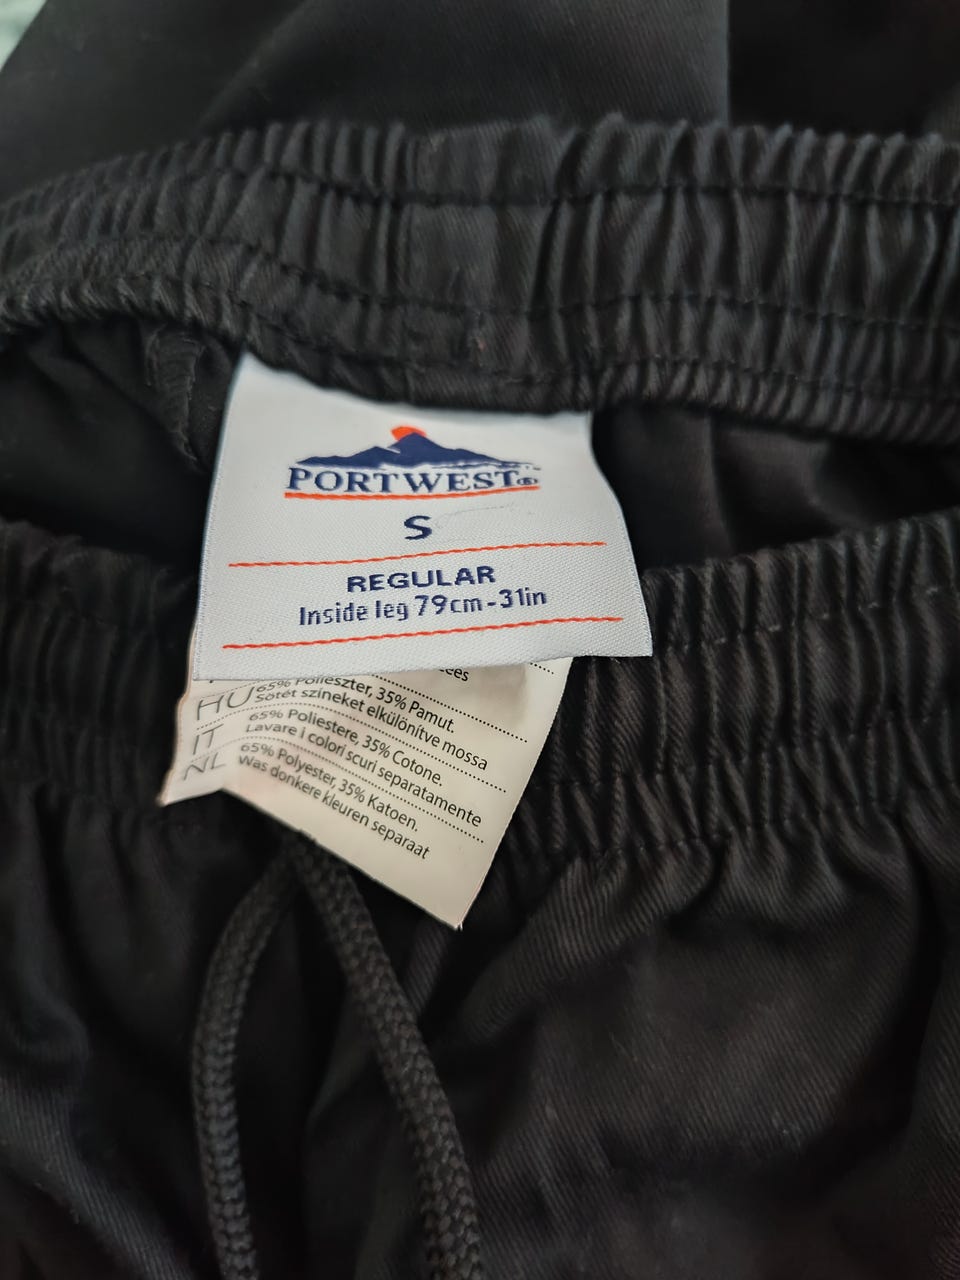 PORTWEST®
S
REGULAR
Inside leg 79cm-31in
HU 65% Poliészter, 35% Pamut.
Sötét színeket elkülönítve mossa
IT 65% Poliestere, 35% Cotone.
Lavare i colori scuri separatamente
NL 65% Polyester, 35% Katoen.
Was donkere kleuren separaat